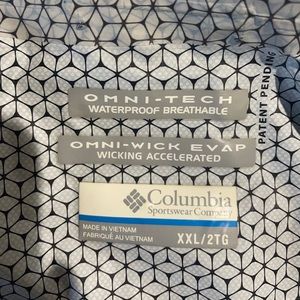 OMNI-TECH
WATERPROOF BREATHABLE
OMNI-WICK EVAP
WICKING ACCELERATED
PATENT PENDING
Columbia
Sportswear Company
MADE IN VIETNAM
FABRIQUÉ AU VIETNAM
XXL/2TG